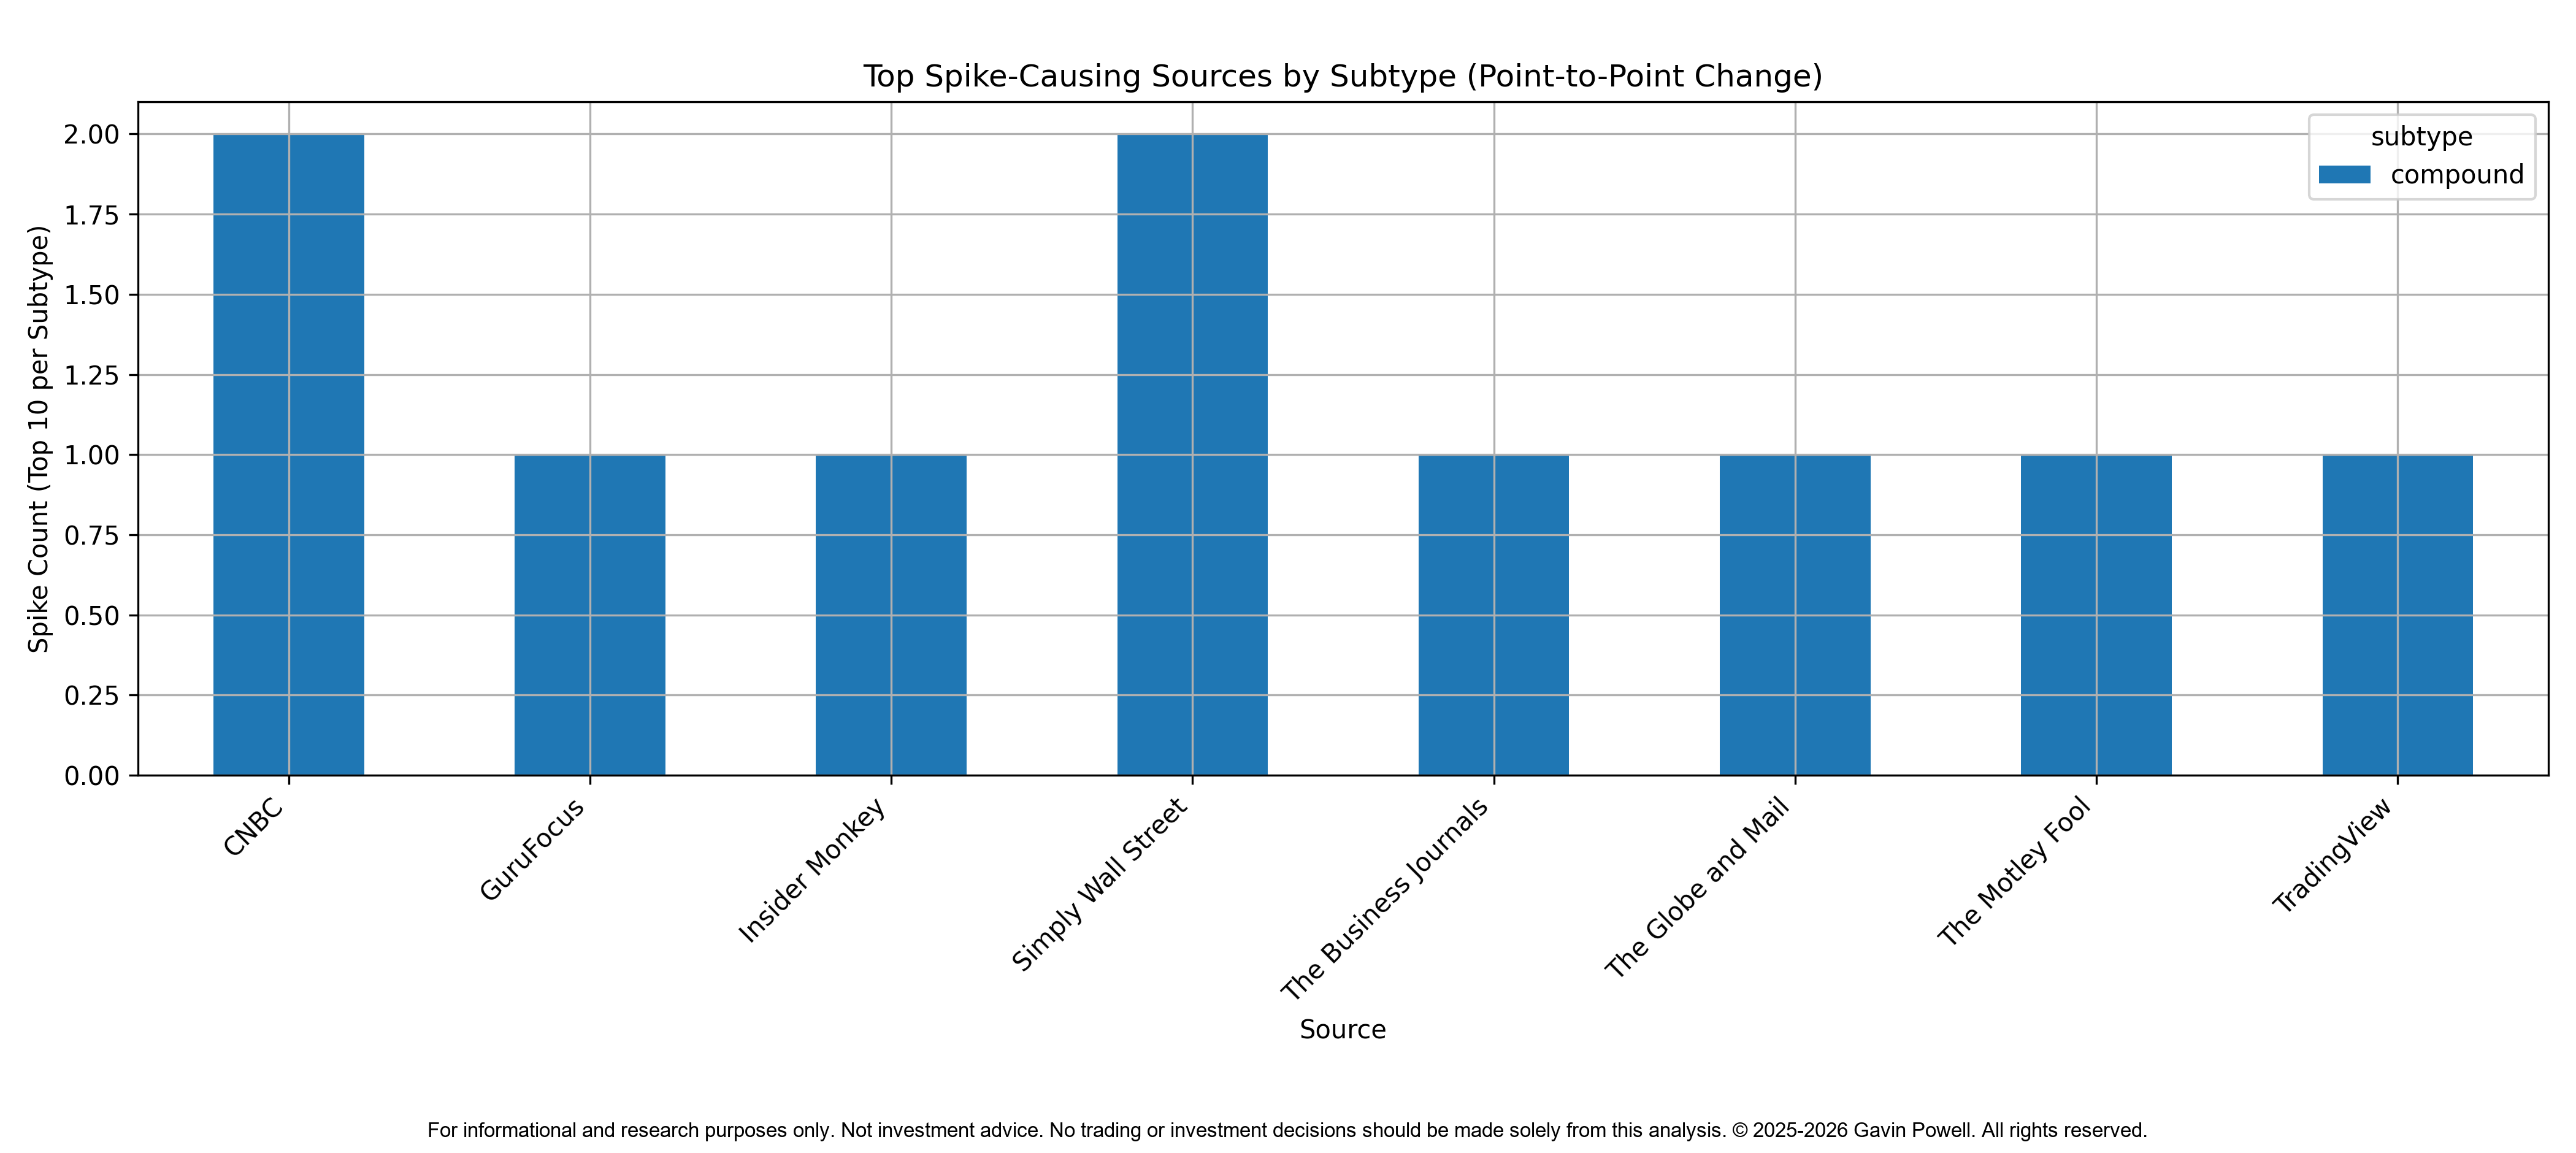 Top Spike-Causing Sources by Subtype (Point-to-Point Change)
subtype
compound
Spike Count (Top 10 per Subtype)
2.00
1.75
1.50
1.25
1.00
0.75
0.50
0.25
0.00
CNBC
GuruFocus
Insider Monkey
Simply Wall Street
The Business Journals
The Globe and Mail
The Motley Fool
TradingView
Source
For informational and research purposes only. Not investment advice. No trading or investment decisions should be made solely from this analysis. © 2025-2026 Gavin Powell. All rights reserved.